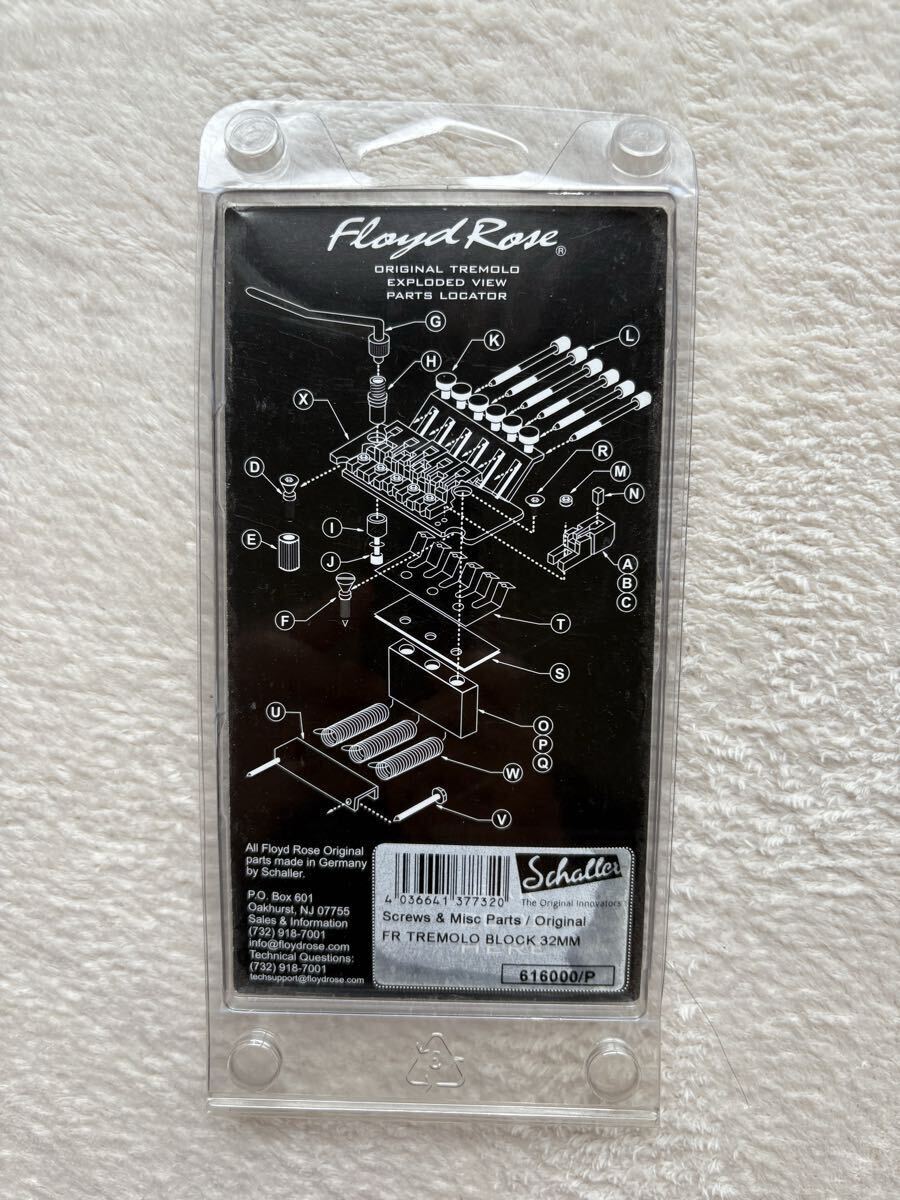 Floyd Rose®
ORIGINAL TREMOLO
EXPLODED VIEW
PARTS LOCATOR
G
K
L
H
X
R
M
D
N
I
E
J
A
B
C
F
T
S
U
O
P
Q
W
V
All Floyd Rose Original
parts made in Germany
by Schaller.
P.O. Box 601
Oakhurst, NJ 07755
Sales & Information
(732) 918-7001
info@floydrose.com
Technical Questions:
(732) 918-7001
techsupport@floydrose.com
4 036641 377320
Schaller
The Original Innovators
Screws & Misc Parts / Original
FR TREMOLO BLOCK 32MM
616000/P